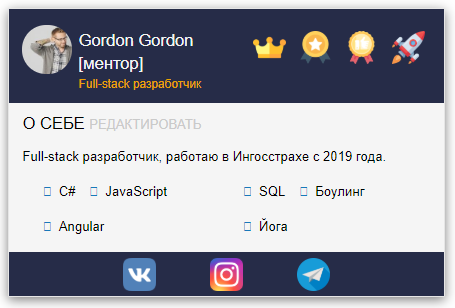 Gordon Gordon
[ментор]
Full-stack разработчик
О СЕБЕ РЕДАКТИРОВАТЬ
Full-stack разработчик, работаю в Ингосстрахе с 2019 года.
C# JavaScript SQL Боулинг
Angular Йога